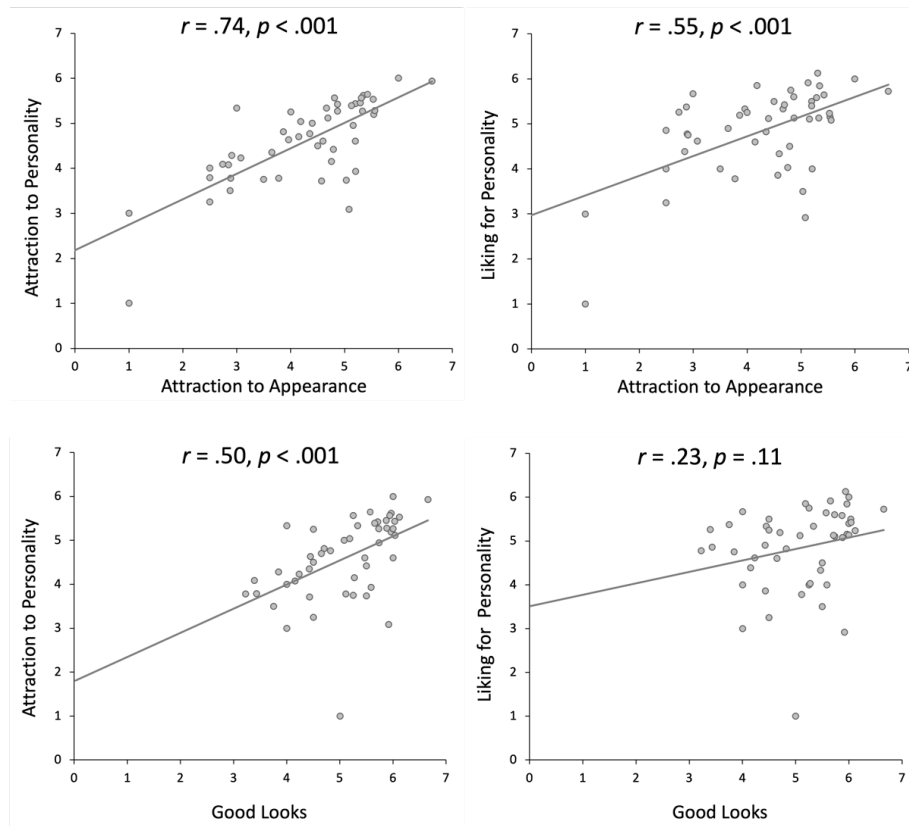 r = .74, p < .001
7
6
5
4
3
2
1
0
0 1 2 3 4 5 6 7
Attraction to Personality
Attraction to Appearance
r = .55, p < .001
7
6
5
4
3
2
1
0
0 1 2 3 4 5 6 7
Liking for Personality
Attraction to Appearance
r = .50, p < .001
7
6
5
4
3
2
1
0
0 1 2 3 4 5 6 7
Attraction to Personality
Good Looks
r = .23, p = .11
7
6
5
4
3
2
1
0
0 1 2 3 4 5 6 7
Liking for Personality
Good Looks